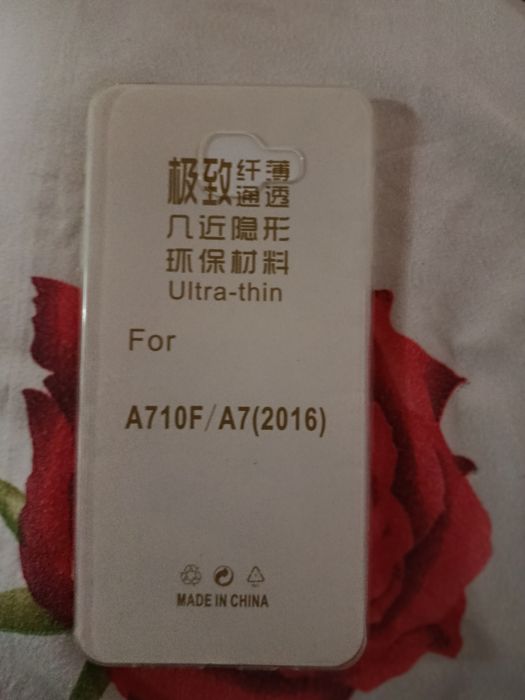 极致纤薄通透
几近隐形
环保材料
Ultra-thin
For
A710F/A7(2016)
MADE IN CHINA